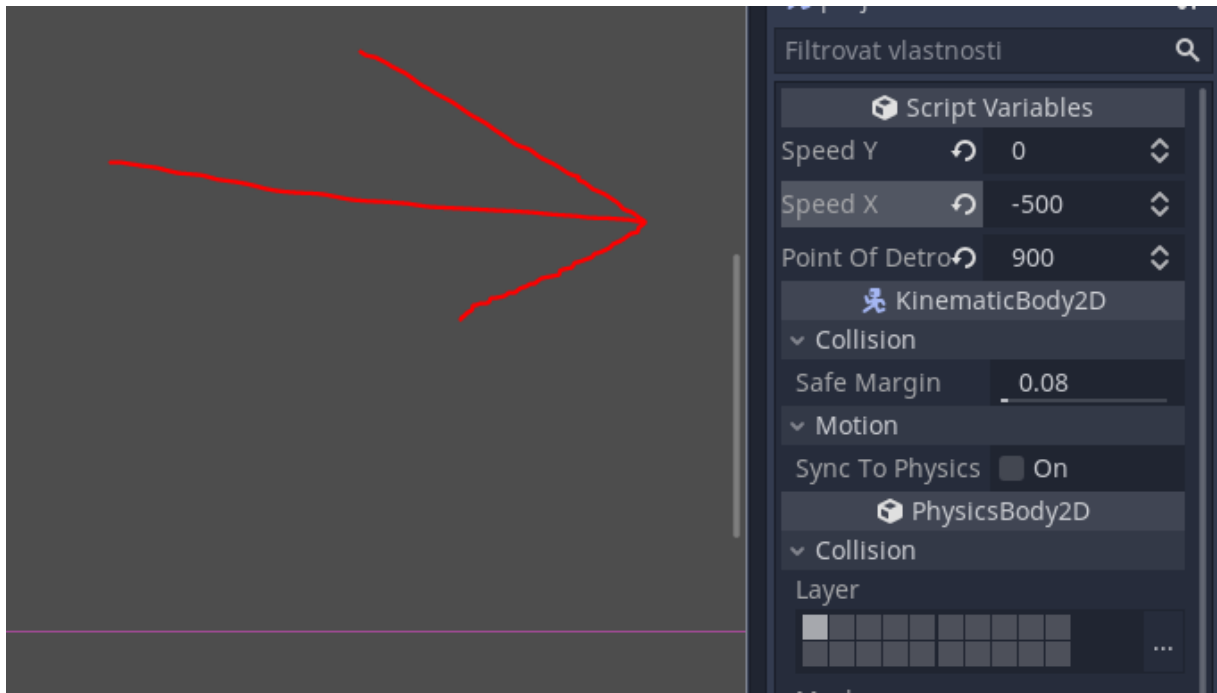 Filtrovat vlastnosti
Script Variables
Speed Y 0
Speed X -500
Point Of Detro 900
KinematicBody2D
Collision
Safe Margin 0.08
Motion
Sync To Physics On
PhysicsBody2D
Collision
Layer
...